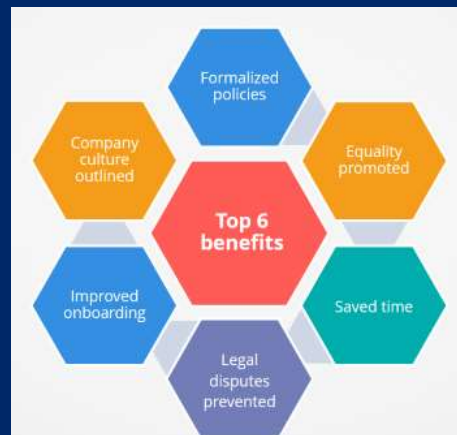 Formalized
policies
Company
culture
outlined
Equality
promoted
Top 6
benefits
Improved
onboarding
Saved time
Legal
disputes
prevented